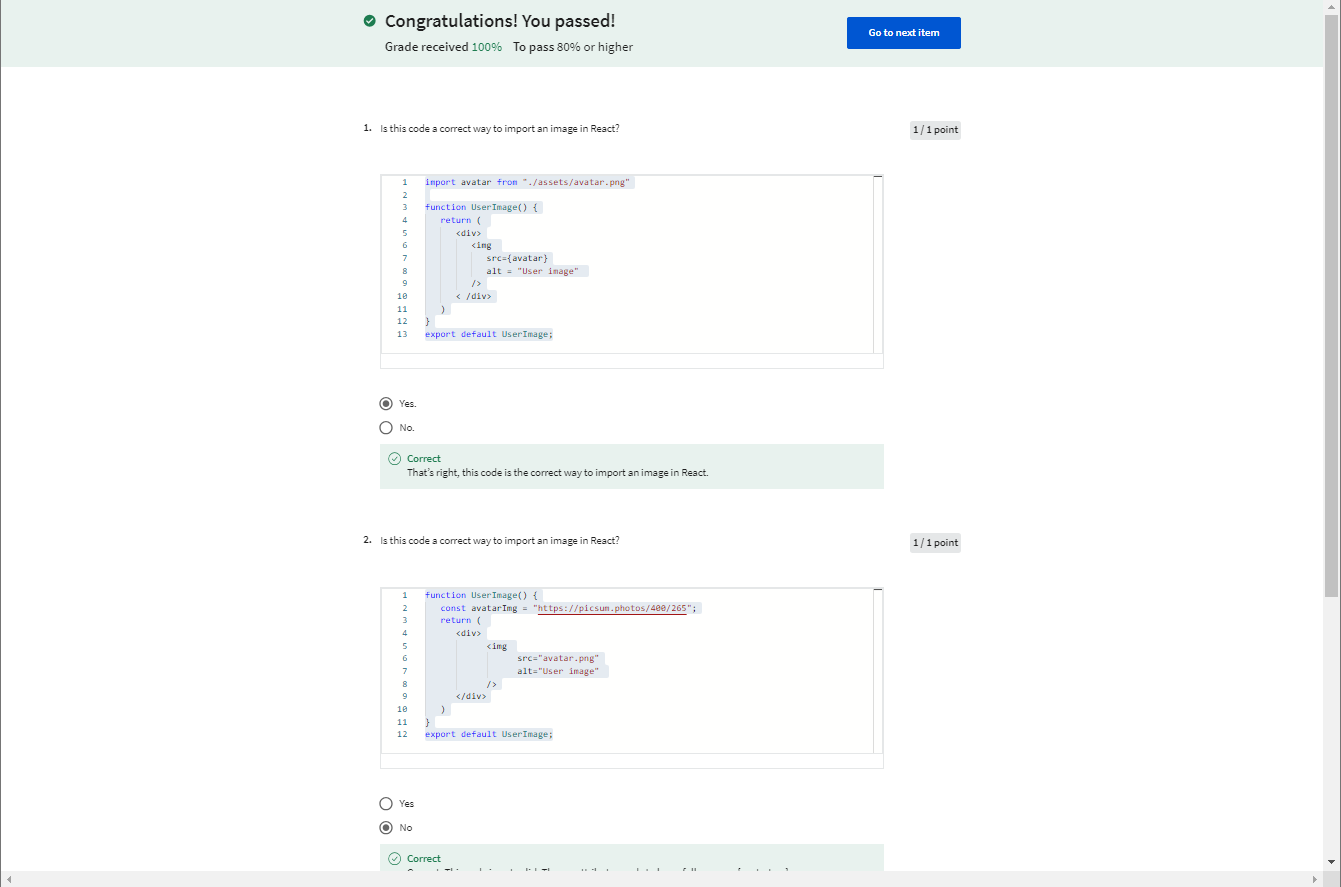 Congratulations! You passed!
Grade received 100% To pass 80% or higher
Go to next item
1. Is this code a correct way to import an image in React?
1 / 1 point
1 import avatar from "./assets/avatar.png"
2
3 function UserImage() {
4 return (
5 <div>
6 <img
7 src={avatar}
8 alt = "User image"
9 />
10 < /div>
11 )
12 }
13 export default UserImage;
Yes.
No.
Correct
That's right, this code is the correct way to import an image in React.
2. Is this code a correct way to import an image in React?
1 / 1 point
1 function UserImage() {
2 const avatarImg = "https://picsum.photos/400/265";
3 return (
4 <div>
5 <img
6 src="avatar.png"
7 alt="User image"
8 />
9 </div>
10 )
11 }
12 export default UserImage;
Yes
No
Correct